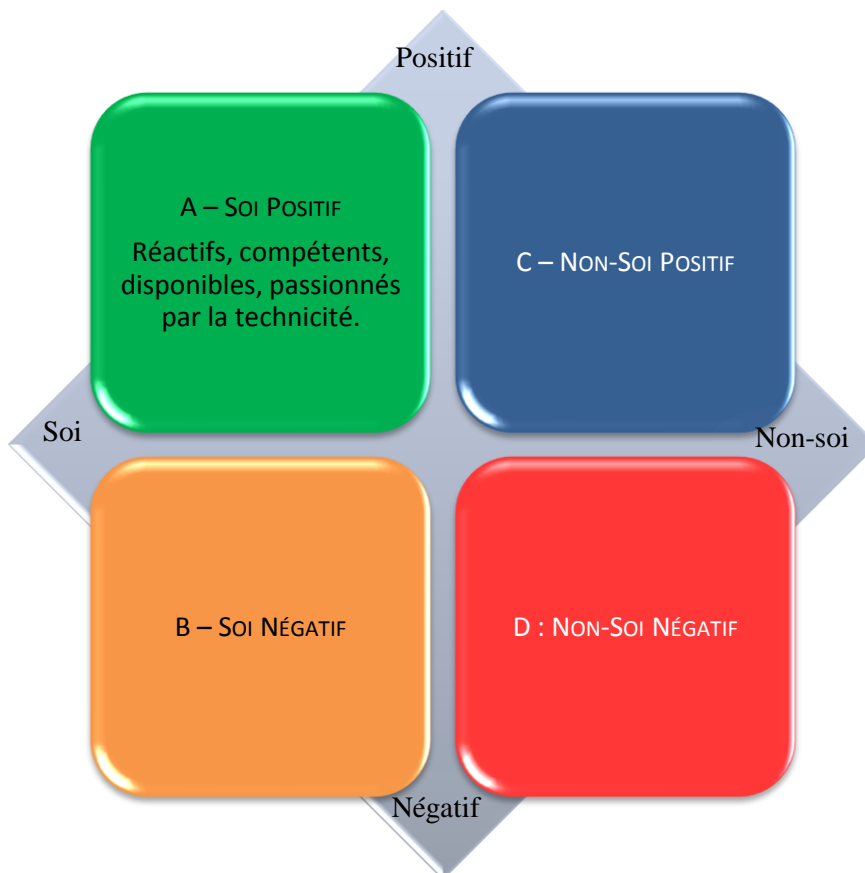 Positif
A – SOI POSITIF
Réactifs, compétents,
disponibles, passionnés
par la technicité.
C – NON-SOI POSITIF
Soi
Non-soi
B – SOI NÉGATIF
D : NON-SOI NÉGATIF
Négatif